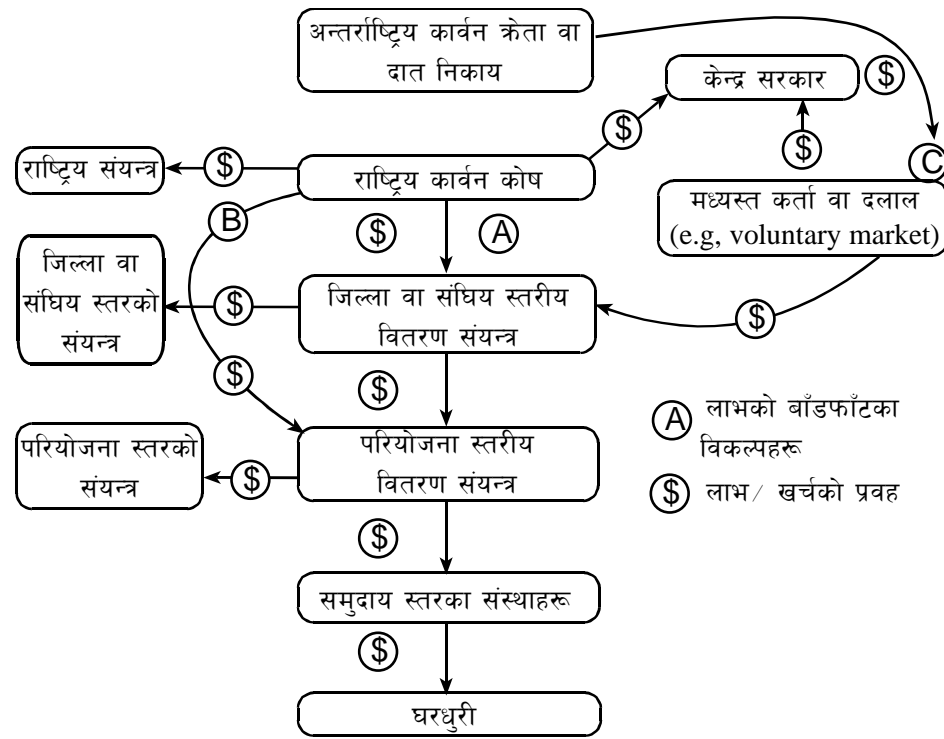 अन्तर्राष्ट्रिय कार्वन क्रेता वा
दात निकाय
केन्द्र सरकार
$
$
$
C
राष्ट्रिय संयन्त्र
$
राष्ट्रिय कार्वन कोष
मध्यस्त कर्ता वा दलाल
(e.g, voluntary market)
B
$
A
जिल्ला वा
संघिय स्तरको
संयन्त्र
$
जिल्ला वा संघिय स्तरीय
वितरण संयन्त्र
$
$
$
A
लाभको बाँडफाँटका
विकल्पहरू
परियोजना स्तरको
संयन्त्र
$
परियोजना स्तरीय
वितरण संयन्त्र
$
लाभ/ खर्चको प्रवह
$
समुदाय स्तरका संस्थाहरू
$
घरधुरी